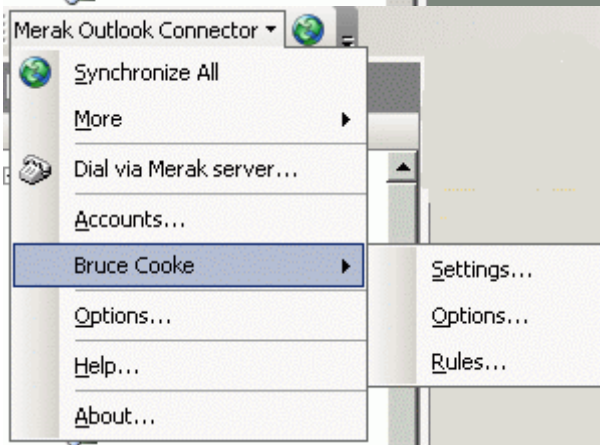 Merak Outlook Connector
Synchronize All
More
Dial via Merak server...
Accounts...
Bruce Cooke
Settings...
Options...
Options...
Rules...
Help...
About...